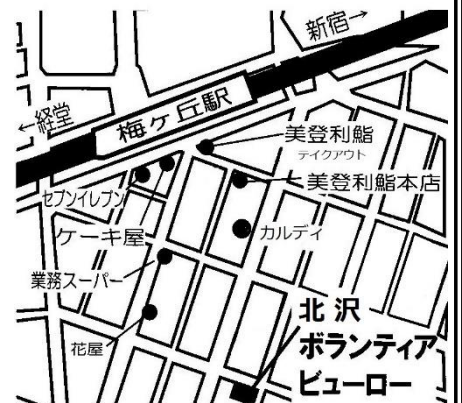 新宿→
←経堂
梅ヶ丘駅
美登利鮨
テイクアウト
セブンイレブン
美登利鮨本店
ケーキ屋
カルディ
業務スーパー
花屋
北沢
ボランティア
ビューロー